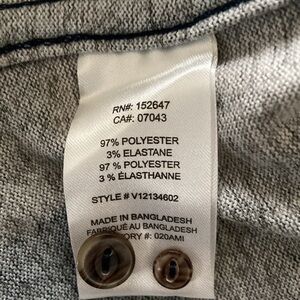 RN#: 152647
CA#: 07043
97% POLYESTER
3% ELASTANE
97 % POLYESTER
3 % ÉLASTHANNE
STYLE # V12134602
MADE IN BANGLADESH
FABRIQUÉ AU BANGLADESH
ORY #: 020AMI